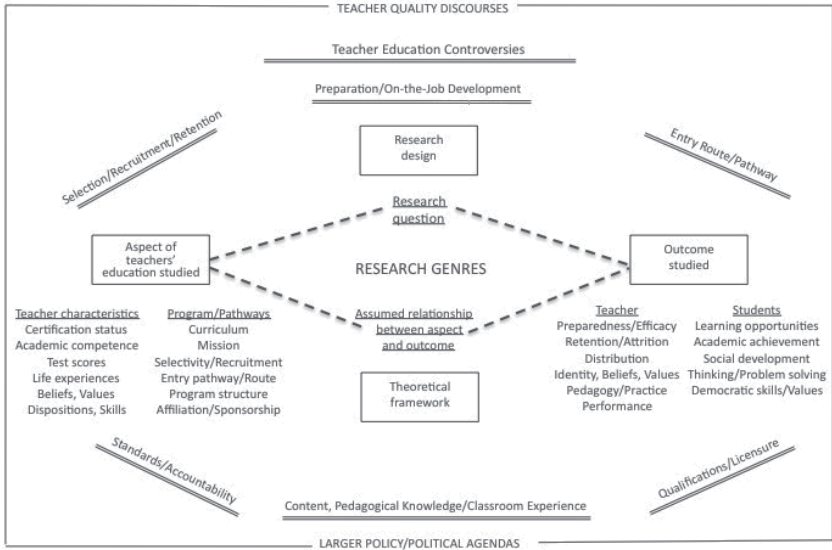 TEACHER QUALITY DISCOURSES
Teacher Education Controversies
Preparation/On-the-Job Development
Selection/Recruitment/Retention
Entry Route/Pathway
Research
design
Research
question
Aspect of
teachers'
education studied
Outcome
studied
RESEARCH GENRES
Teacher characteristics
Certification status
Academic competence
Test scores
Life experiences
Beliefs, Values
Dispositions, Skills
Program/Pathways
Curriculum
Mission
Selectivity/Recruitment
Entry pathway/Route
Program structure
Affiliation/Sponsorship
Assumed relationship
between aspect
and outcome
Theoretical
framework
Teacher
Preparedness/Efficacy
Retention/Attrition
Distribution
Identity, Beliefs, Values
Pedagogy/Practice
Performance
Students
Learning opportunities
Academic achievement
Social development
Thinking/Problem solving
Democratic skills/Values
Standards/Accountability
Qualifications/Licensure
Content, Pedagogical Knowledge/Classroom Experience
LARGER POLICY/POLITICAL AGENDAS